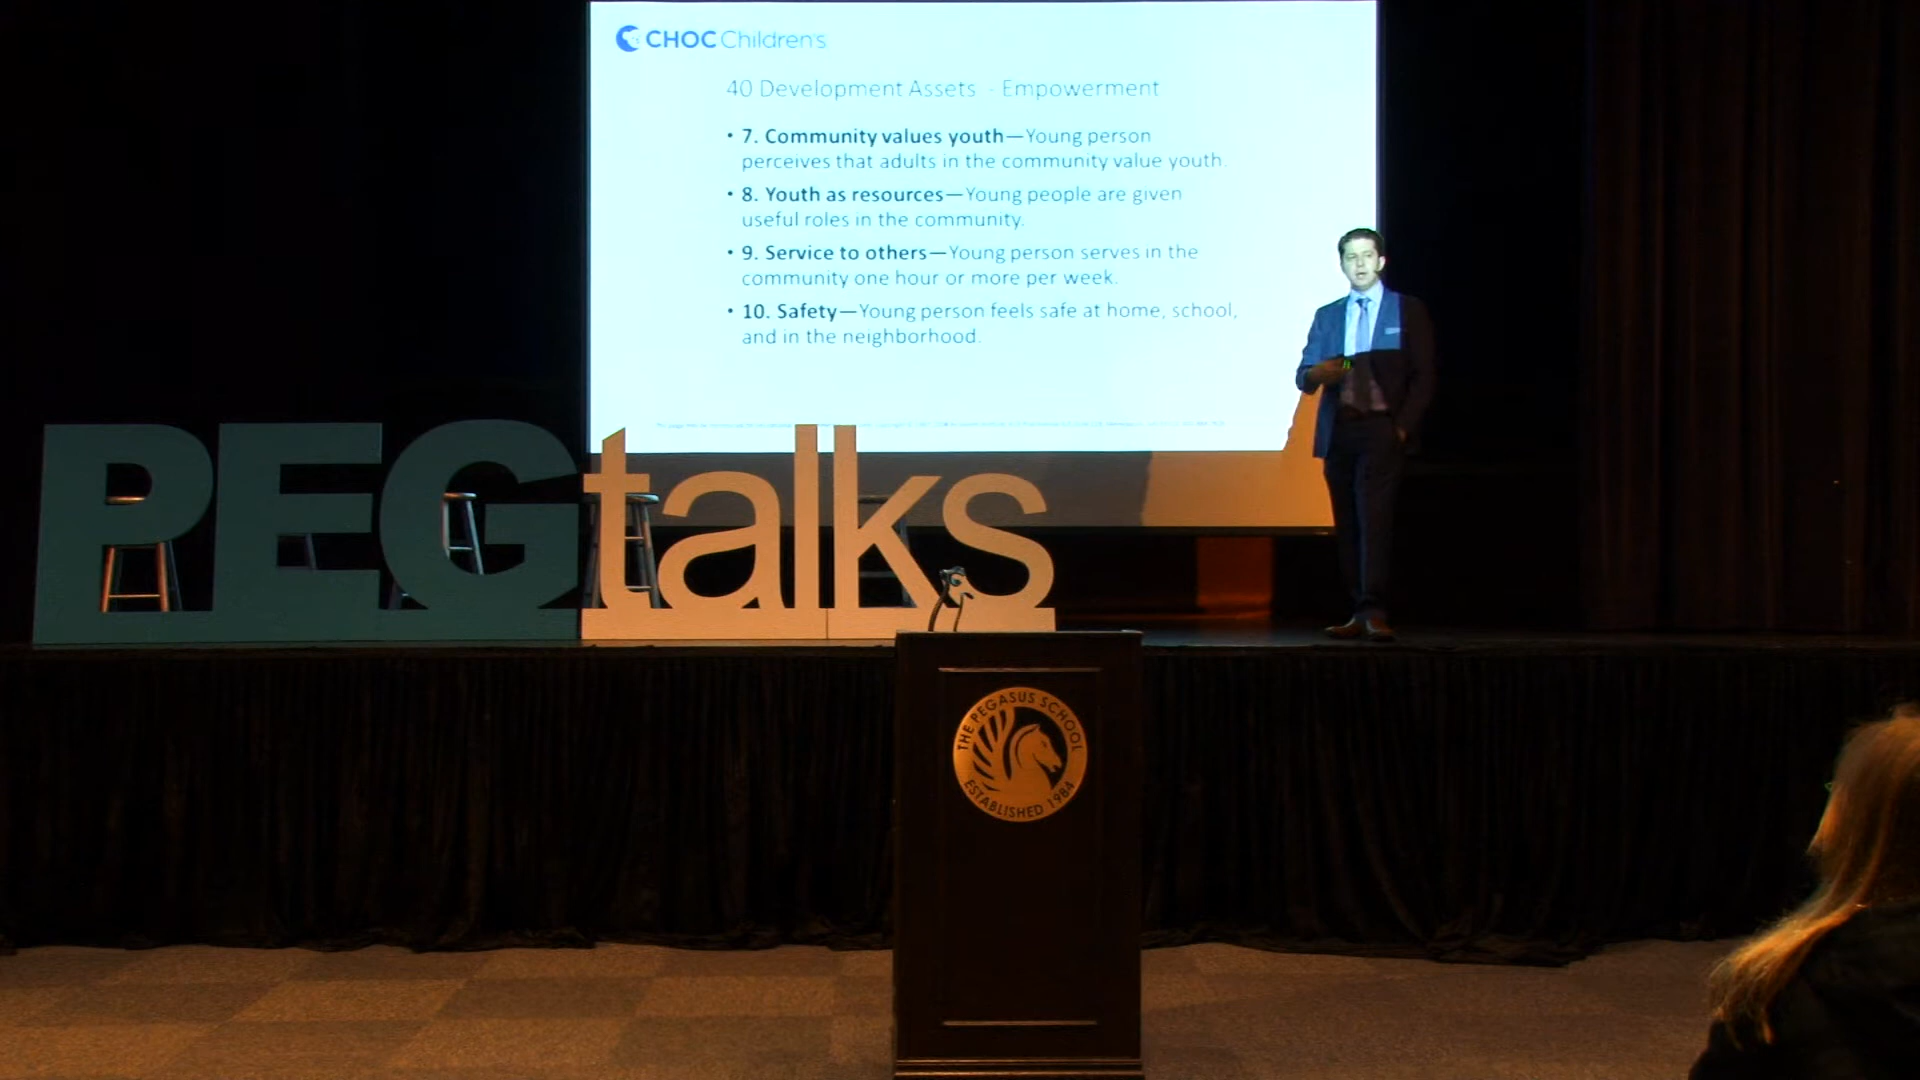 CHOC Children's
40 Development Assets - Empowerment
• 7. Community values youth—Young person
perceives that adults in the community value youth.
• 8. Youth as resources—Young people are given
useful roles in the community.
• 9. Service to others—Young person serves in the
community one hour or more per week.
• 10. Safety—Young person feels safe at home, school,
and in the neighborhood.
PEGtalks
THE PEGASUS SCHOOL
ESTABLISHED 1984